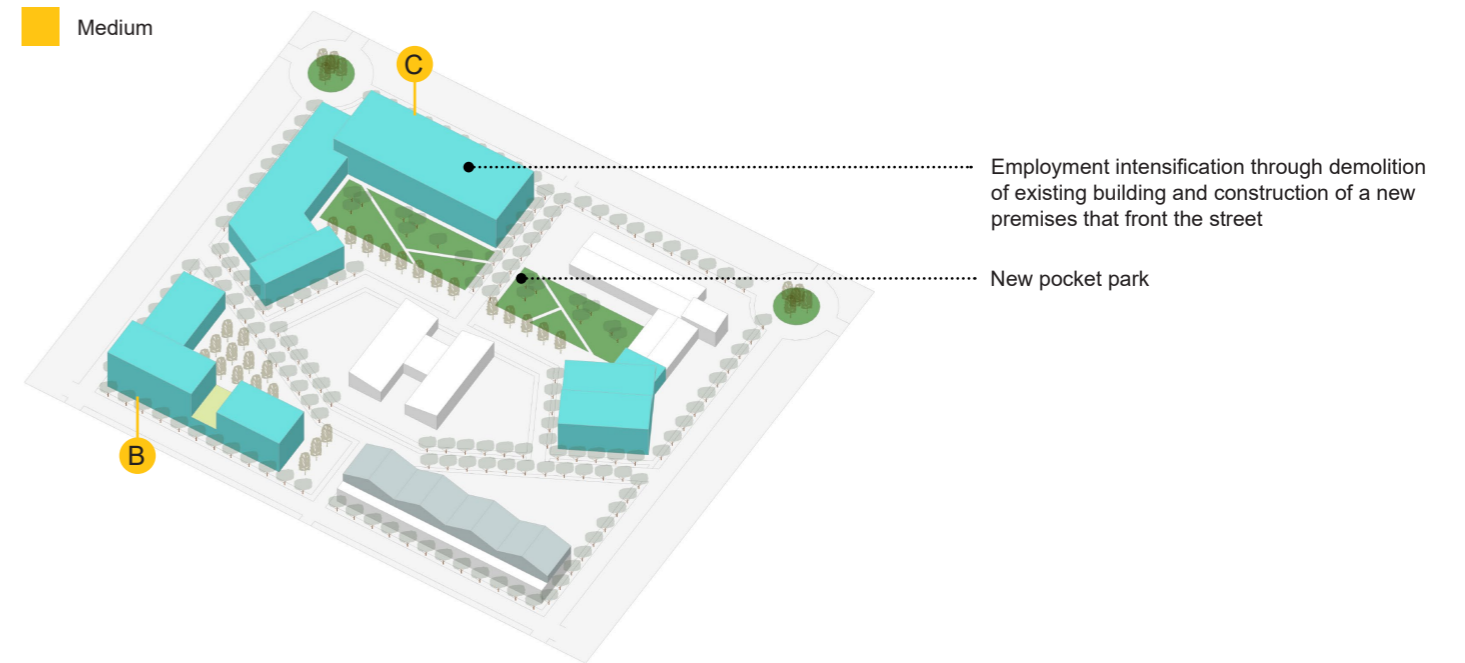 Medium
C
Employment intensification through demolition
of existing building and construction of a new
premises that front the street
New pocket park
B